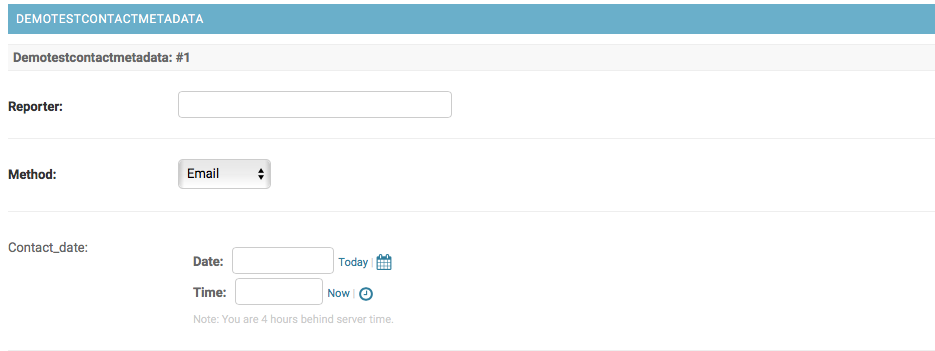 DEMOTESTCONTACTMETADATA
Demotestcontactmetadata: #1
Reporter:
Method: Email
Contact_date:
Date: Today |
Time: Now |
Note: You are 4 hours behind server time.